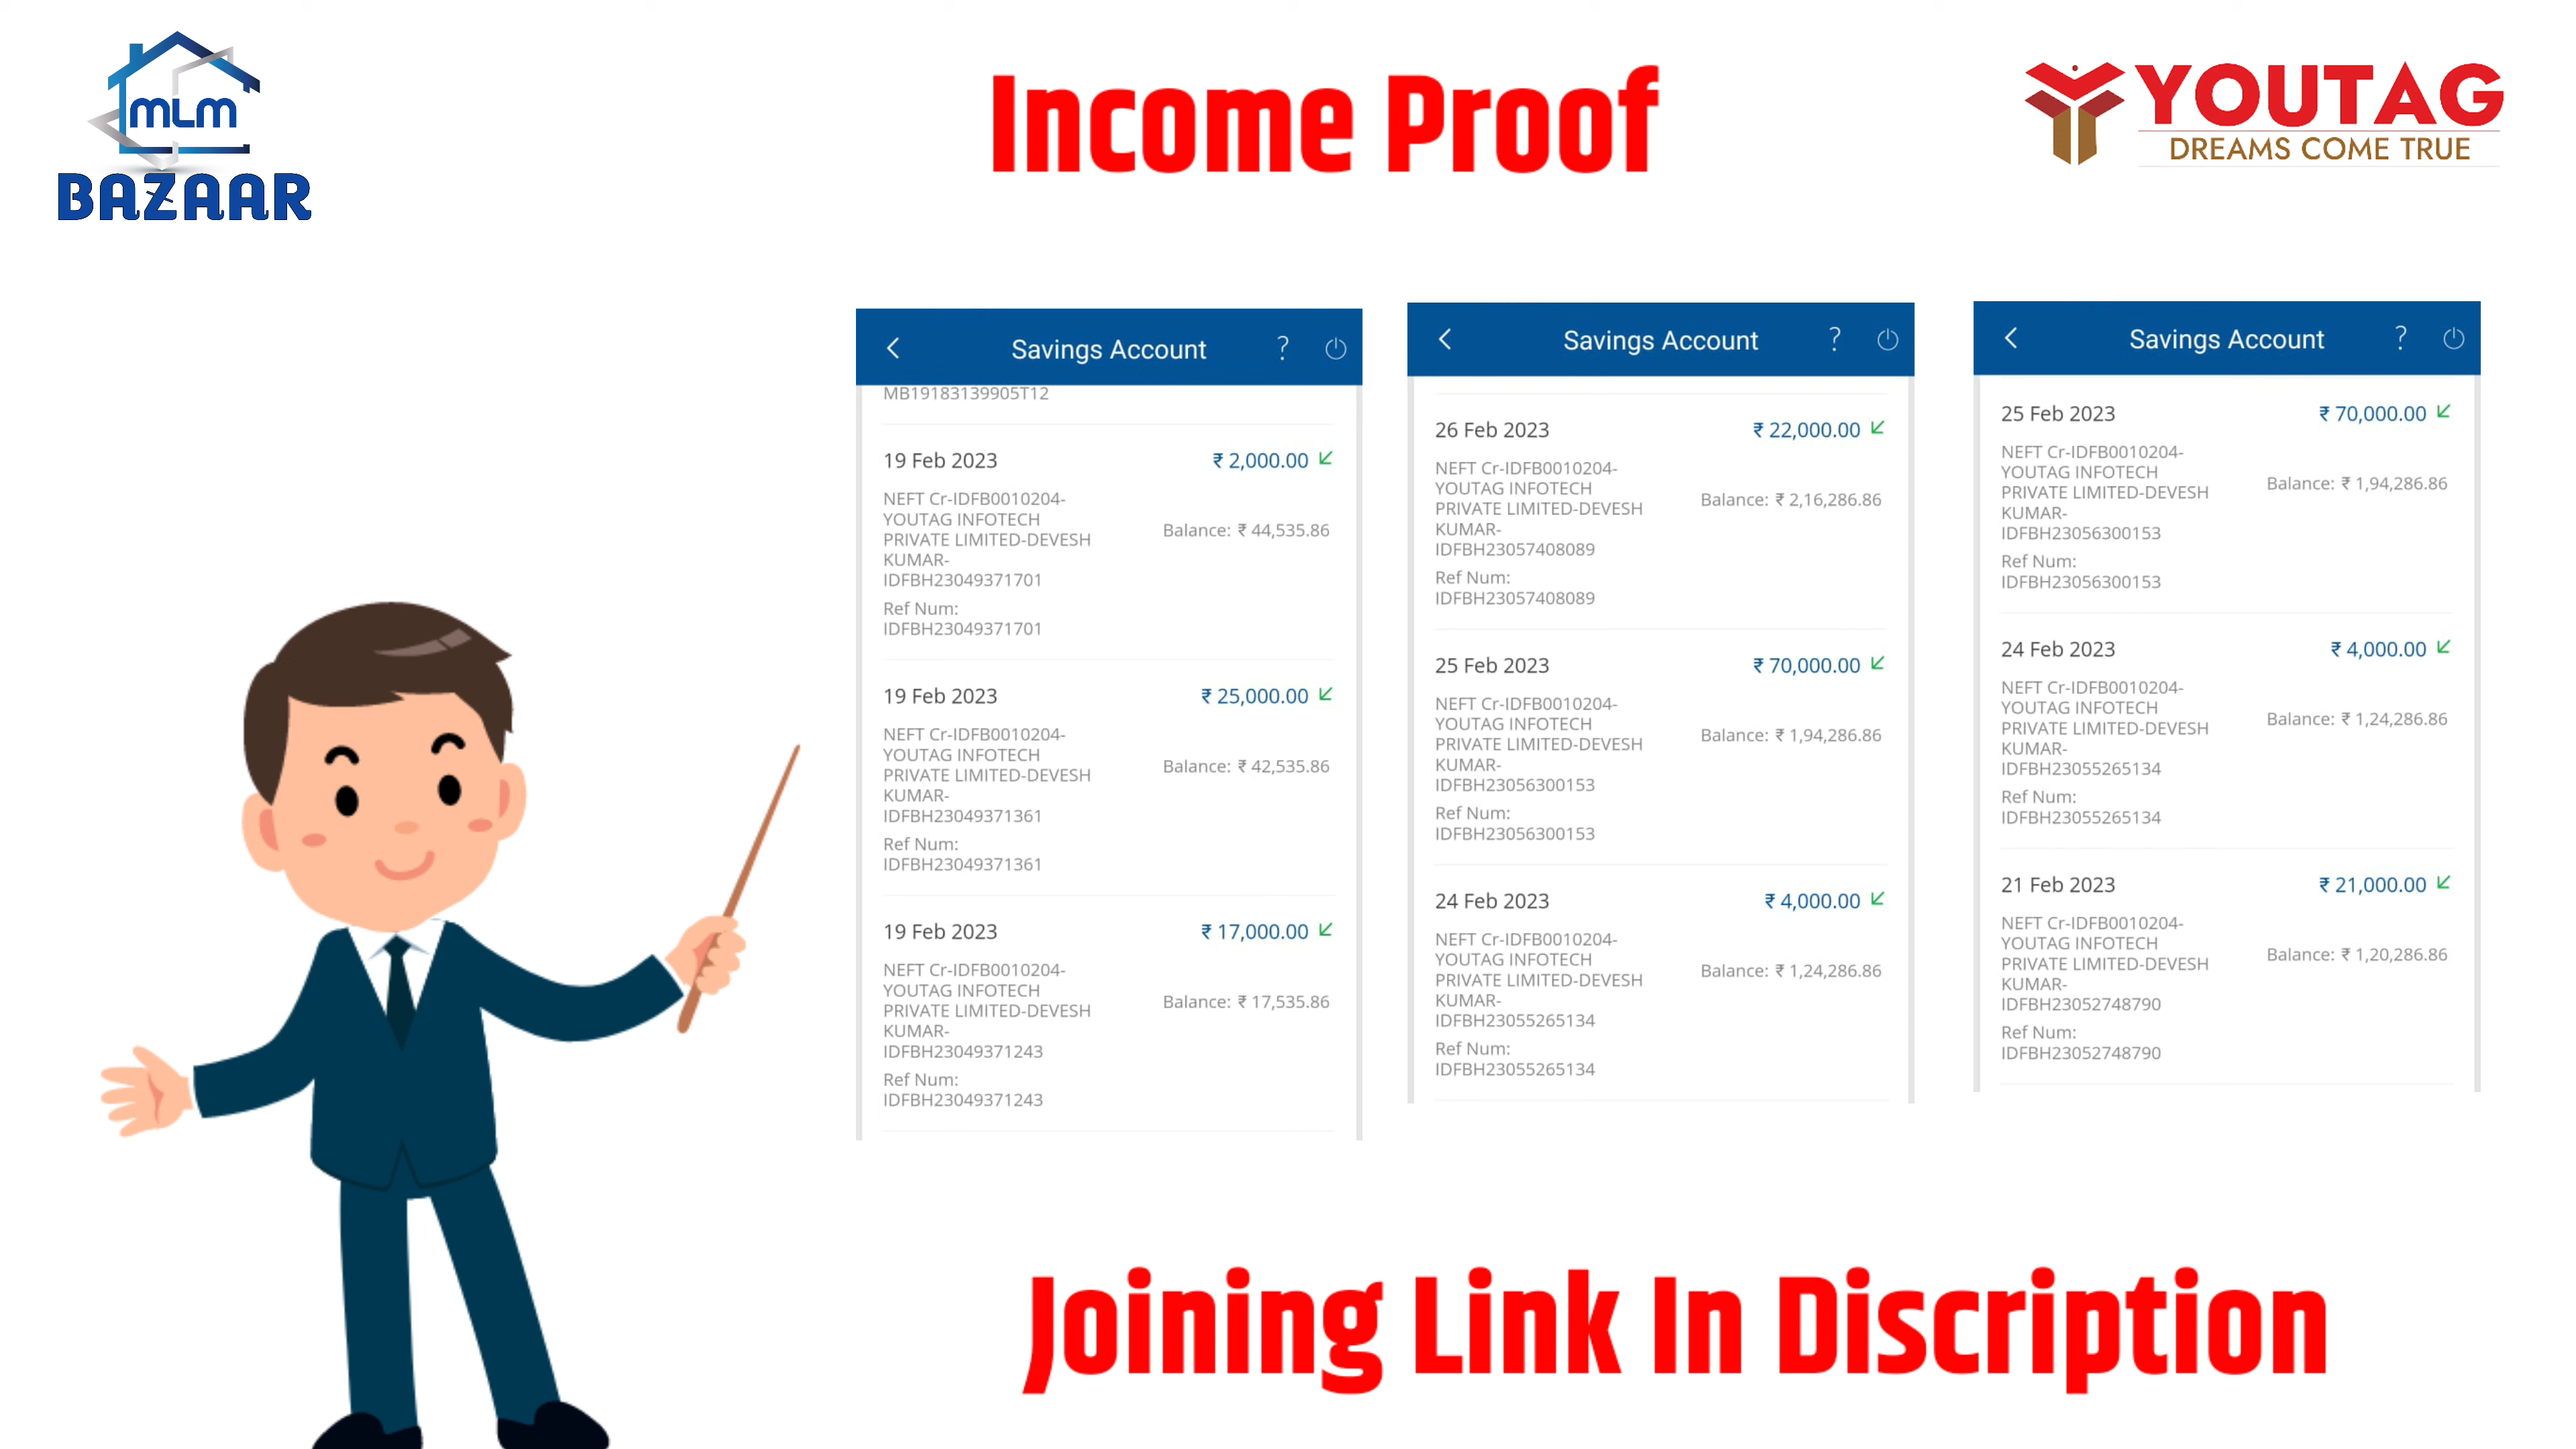 mLm
BAZAAR
Income Proof
YOUTAG
DREAMS COME TRUE
Savings Account ?
MB19183139905T12
19 Feb 2023 ₹ 2,000.00
NEFT Cr-IDFB0010204-
YOUTAG INFOTECH
PRIVATE LIMITED-DEVESH
KUMAR-
IDFBH23049371701
Balance: ₹ 44,535.86
Ref Num:
IDFBH23049371701
19 Feb 2023 ₹ 25,000.00
NEFT Cr-IDFB0010204-
YOUTAG INFOTECH
PRIVATE LIMITED-DEVESH
KUMAR-
IDFBH23049371361
Balance: ₹ 42,535.86
Ref Num:
IDFBH23049371361
19 Feb 2023 ₹ 17,000.00
NEFT Cr-IDFB0010204-
YOUTAG INFOTECH
PRIVATE LIMITED-DEVESH
KUMAR-
IDFBH23049371243
Balance: ₹ 17,535.86
Ref Num:
IDFBH23049371243
Savings Account ?
26 Feb 2023 ₹ 22,000.00
NEFT Cr-IDFB0010204-
YOUTAG INFOTECH
PRIVATE LIMITED-DEVESH
KUMAR-
IDFBH23057408089
Balance: ₹ 2,16,286.86
Ref Num:
IDFBH23057408089
25 Feb 2023 ₹ 70,000.00
NEFT Cr-IDFB0010204-
YOUTAG INFOTECH
PRIVATE LIMITED-DEVESH
KUMAR-
IDFBH23056300153
Balance: ₹ 1,94,286.86
Ref Num:
IDFBH23056300153
24 Feb 2023 ₹ 4,000.00
NEFT Cr-IDFB0010204-
YOUTAG INFOTECH
PRIVATE LIMITED-DEVESH
KUMAR-
IDFBH23055265134
Balance: ₹ 1,24,286.86
Ref Num:
IDFBH23055265134
Savings Account ?
25 Feb 2023 ₹ 70,000.00
NEFT Cr-IDFB0010204-
YOUTAG INFOTECH
PRIVATE LIMITED-DEVESH
KUMAR-
IDFBH23056300153
Balance: ₹ 1,94,286.86
Ref Num:
IDFBH23056300153
24 Feb 2023 ₹ 4,000.00
NEFT Cr-IDFB0010204-
YOUTAG INFOTECH
PRIVATE LIMITED-DEVESH
KUMAR-
IDFBH23055265134
Balance: ₹ 1,24,286.86
Ref Num:
IDFBH23055265134
21 Feb 2023 ₹ 21,000.00
NEFT Cr-IDFB0010204-
YOUTAG INFOTECH
PRIVATE LIMITED-DEVESH
KUMAR-
IDFBH23052748790
Balance: ₹ 1,20,286.86
Ref Num:
IDFBH23052748790
Joining Link In Discription